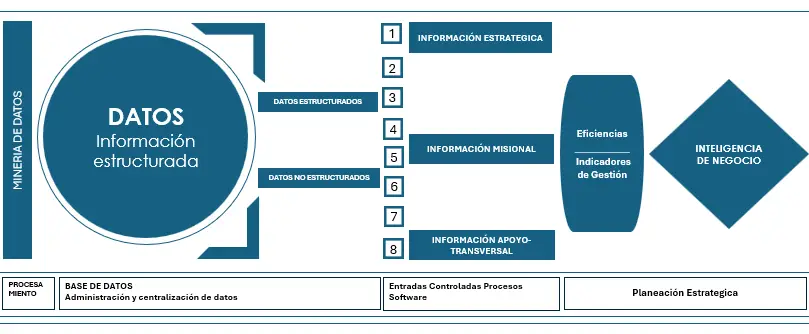 MINERIA DE DATOS
DATOS
Información
estructurada
DATOS ESTRUCTURADOS
DATOS NO ESTRUCTURADOS
1
2
3
4
5
6
7
8
INFORMACIÓN ESTRATEGICA
INFORMACIÓN MISIONAL
INFORMACIÓN APOYO-
TRANSVERSAL
Eficiencias
Indicadores
de Gestión
INTELIGENCIA
DE NEGOCIO
PROCESA
MIENTO
BASE DE DATOS
Administración y centralización de datos
Entradas Controladas Procesos
Software
Planeación Estrategica